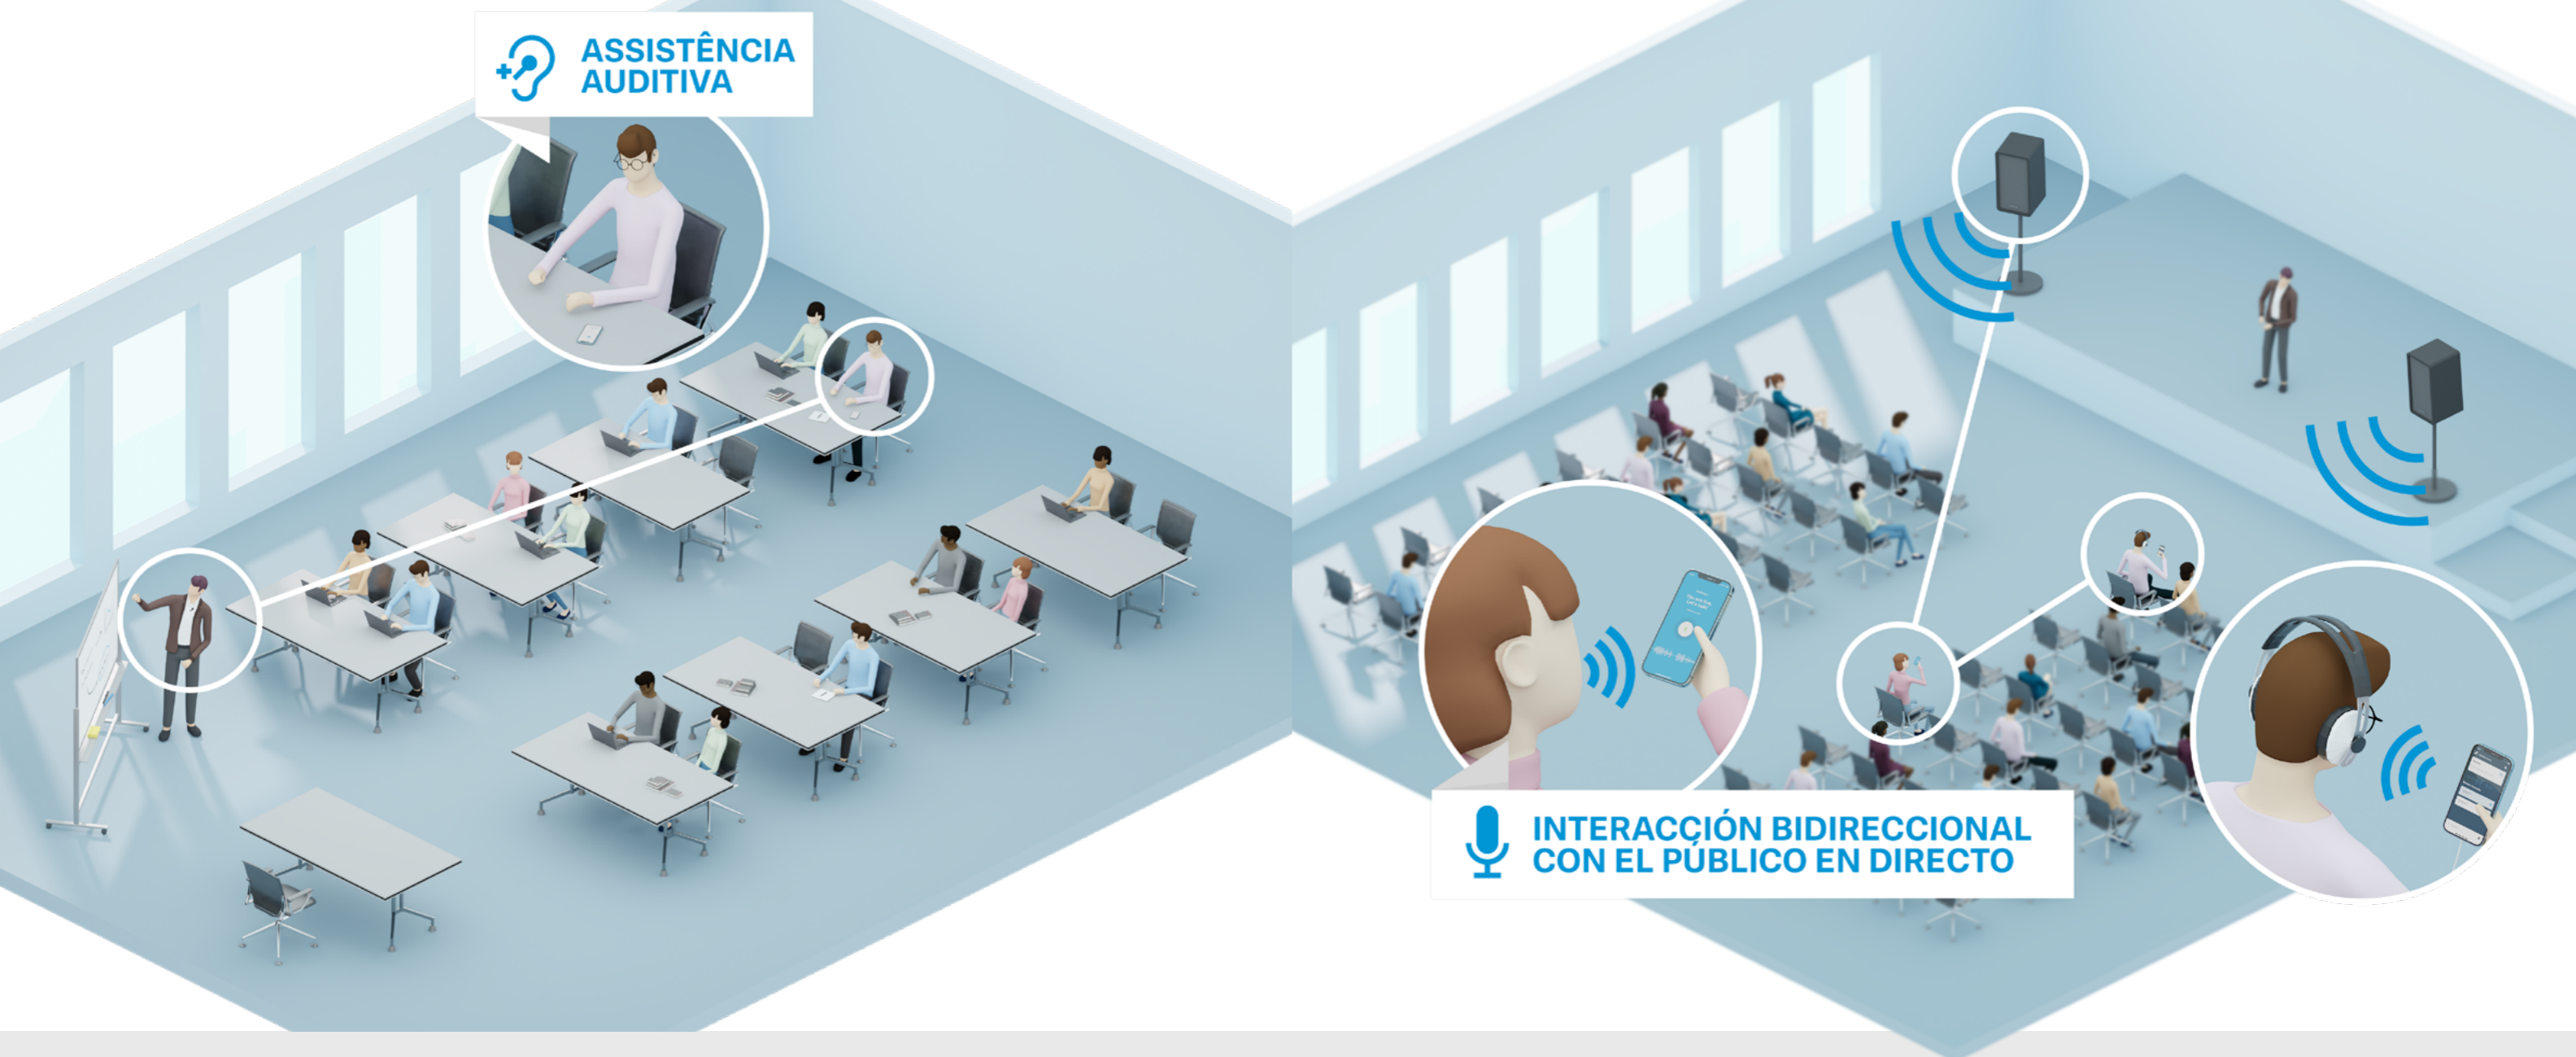 ASSISTÊNCIA
AUDITIVA
INTERACCIÓN BIDIRECCIONAL
CON EL PÚBLICO EN DIRECTO